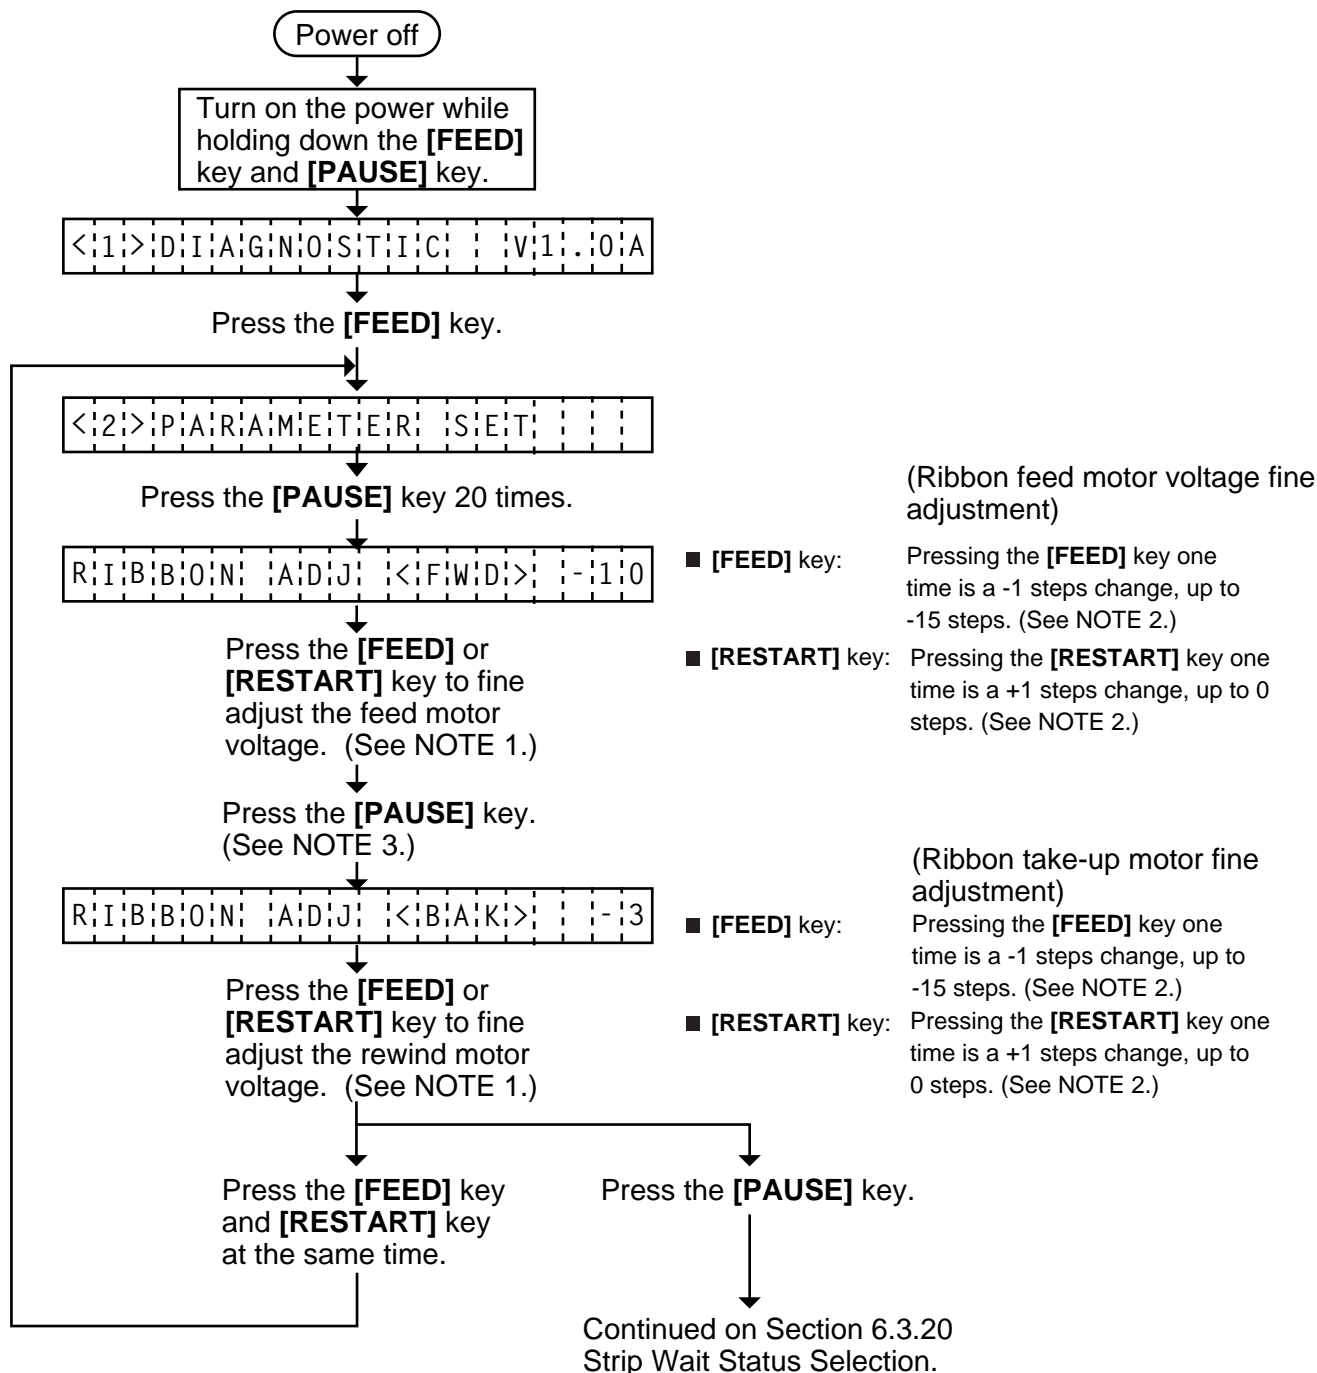 Power off
Turn on the power while
holding down the [FEED]
key and [PAUSE] key.
<1>DIAGNOSTIC  V1.0A
Press the [FEED] key.
<2>PARAMETER SET
Press the [PAUSE] key 20 times.
RIBBON ADJ <FWD> -10
(Ribbon feed motor voltage fine
adjustment)
■ [FEED] key: Pressing the [FEED] key one
time is a -1 steps change, up to
-15 steps. (See NOTE 2.)
■ [RESTART] key: Pressing the [RESTART] key one
time is a +1 steps change, up to 0
steps. (See NOTE 2.)
Press the [FEED] or
[RESTART] key to fine
adjust the feed motor
voltage. (See NOTE 1.)
Press the [PAUSE] key.
(See NOTE 3.)
RIBBON ADJ <BAK>  -3
(Ribbon take-up motor fine
adjustment)
■ [FEED] key: Pressing the [FEED] key one
time is a -1 steps change, up to
-15 steps. (See NOTE 2.)
■ [RESTART] key: Pressing the [RESTART] key one
time is a +1 steps change, up to
0 steps. (See NOTE 2.)
Press the [FEED] or
[RESTART] key to fine
adjust the rewind motor
voltage. (See NOTE 1.)
Press the [FEED] key
and [RESTART] key
at the same time.
Press the [PAUSE] key.
Continued on Section 6.3.20
Strip Wait Status Selection.